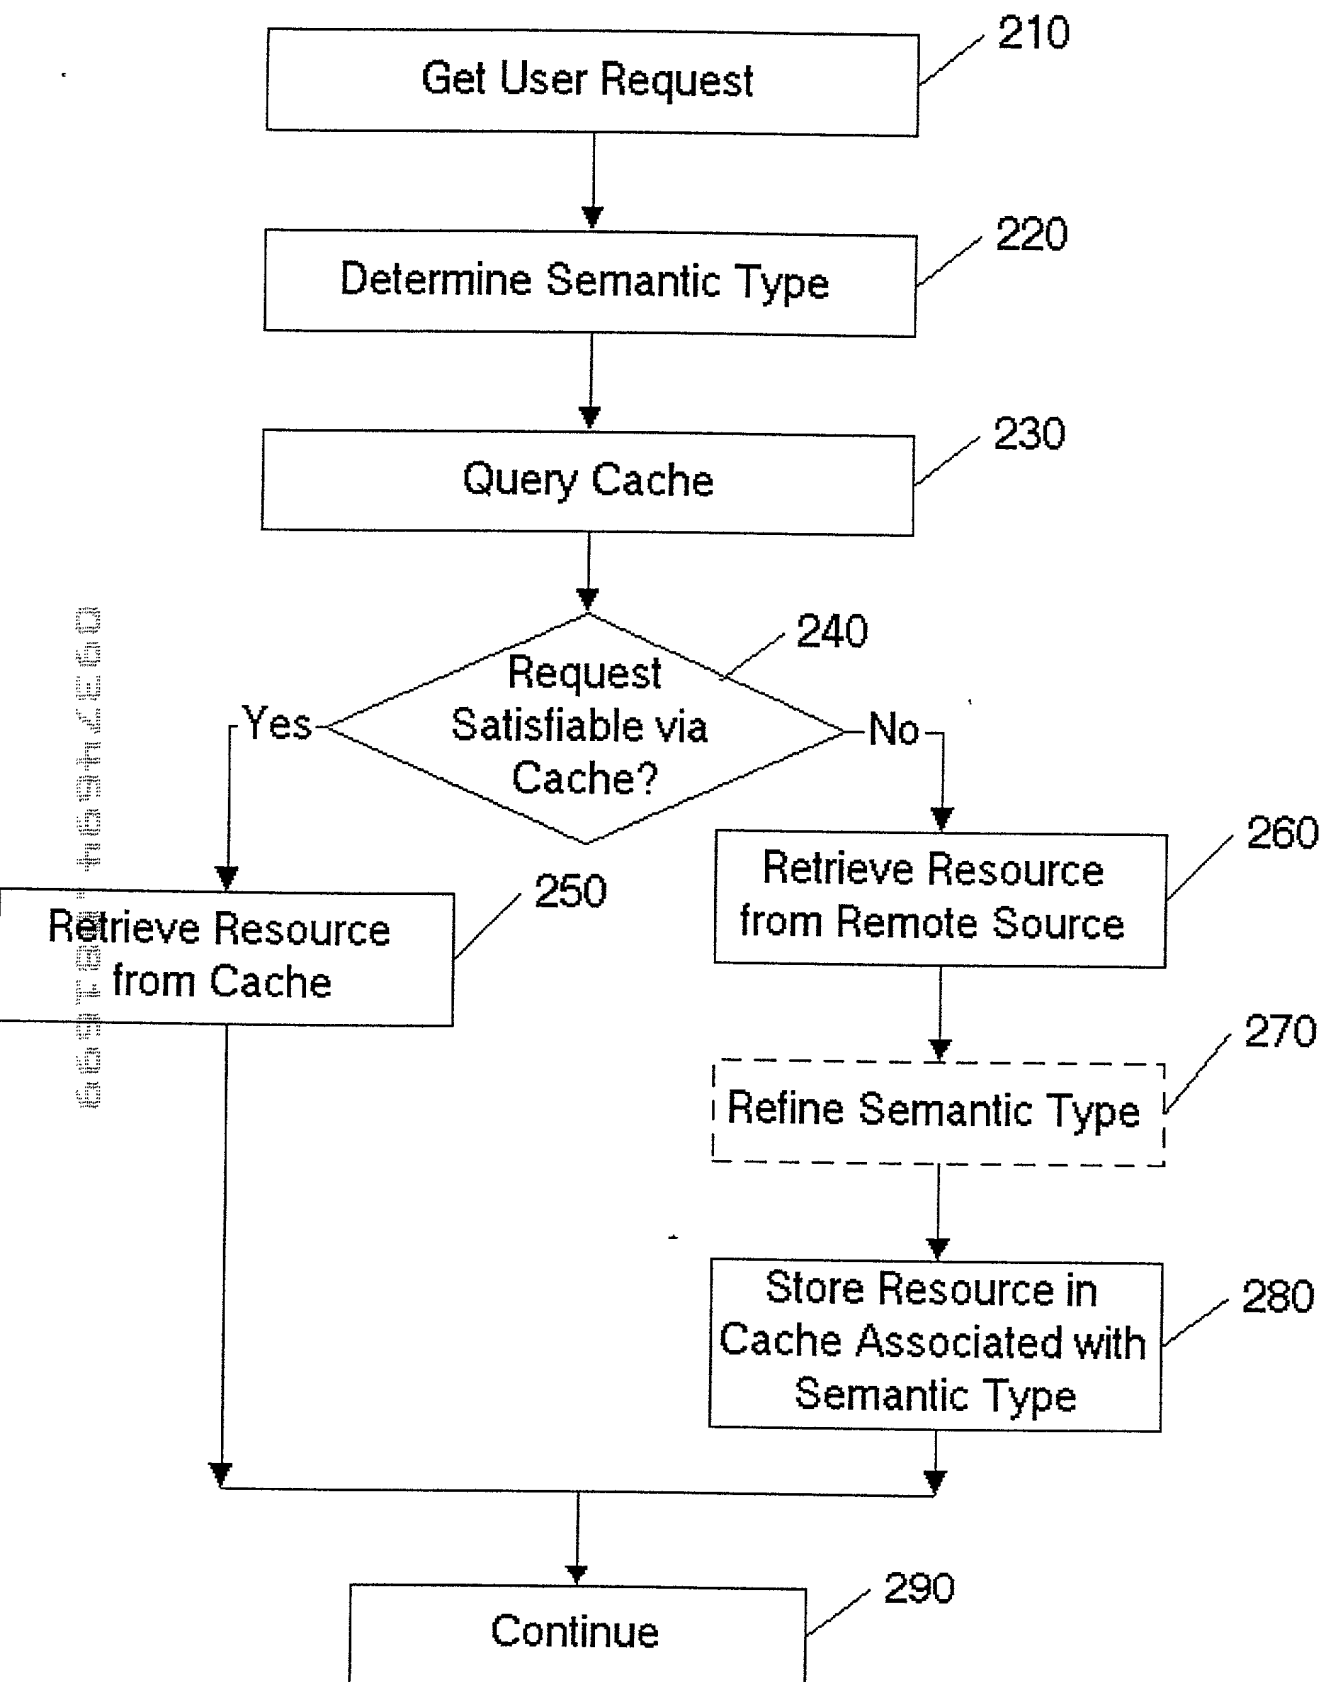 210
Get User Request
220
Determine Semantic Type
230
Query Cache
240
Request
Satisfiable via
Cache?
Yes
No
260
Retrieve Resource
from Remote Source
250
Retrieve Resource
from Cache
270
Refine Semantic Type
280
Store Resource in
Cache Associated with
Semantic Type
290
Continue